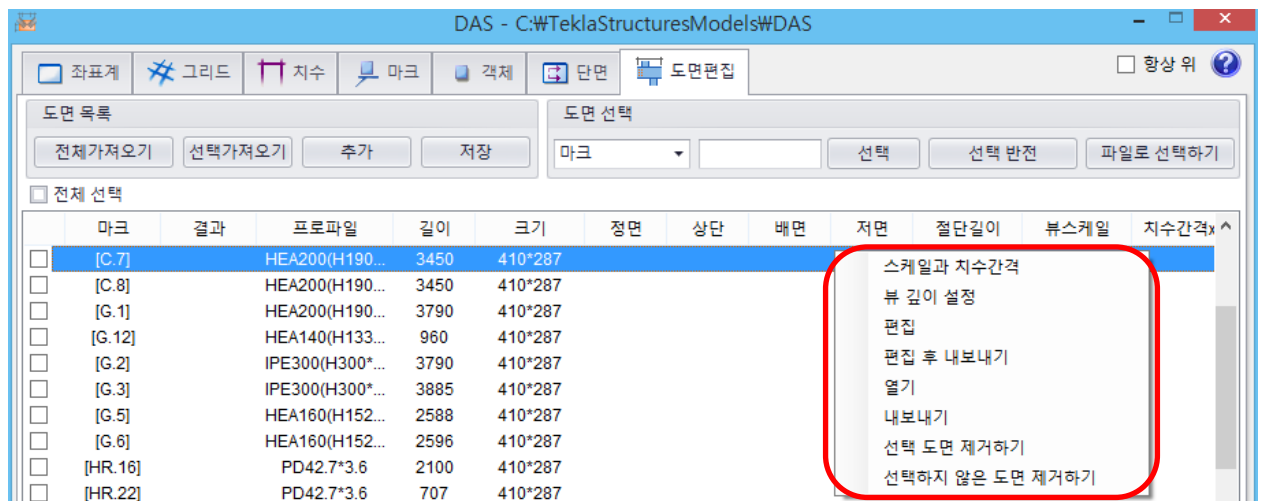 DAS - C:₩TeklaStructuresModels₩DAS
좌표계 그리드 치수 마크 객체 단면 도면편집 항상 위
도면 목록 도면 선택
전체가져오기 선택가져오기 추가 저장 마크 선택 선택 반전 파일로 선택하기
전체 선택
마크 결과 프로파일 길이 크기 정면 상단 배면 저면 절단길이 뷰스케일 치수간격x
[C.7] HEA200(H190... 3450 410*287
스케일과 치수간격
[C.8] HEA200(H190... 3450 410*287
뷰 깊이 설정
[G.1] HEA200(H190... 3790 410*287
편집
[G.12] HEA140(H133... 960 410*287
편집 후 내보내기
[G.2] IPE300(H300*... 3790 410*287
열기
[G.3] IPE300(H300*... 3885 410*287
내보내기
[G.5] HEA160(H152... 2588 410*287
[G.6] HEA160(H152... 2596 410*287
선택 도면 제거하기
[HR.16] PD42.7*3.6 2100 410*287
선택하지 않은 도면 제거하기
[HR.22] PD42.7*3.6 707 410*287